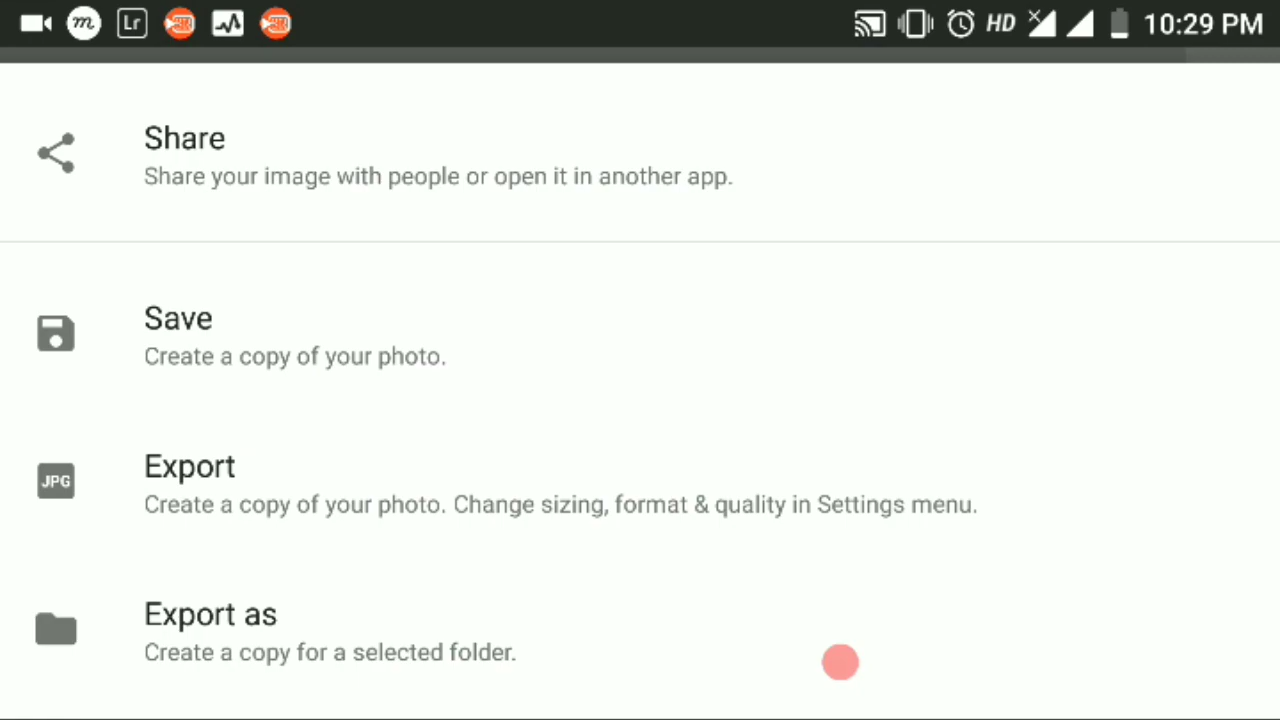 m Lr HD 10:29 PM
Share
Share your image with people or open it in another app.
Save
Create a copy of your photo.
JPG
Export
Create a copy of your photo. Change sizing, format & quality in Settings menu.
Export as
Create a copy for a selected folder.